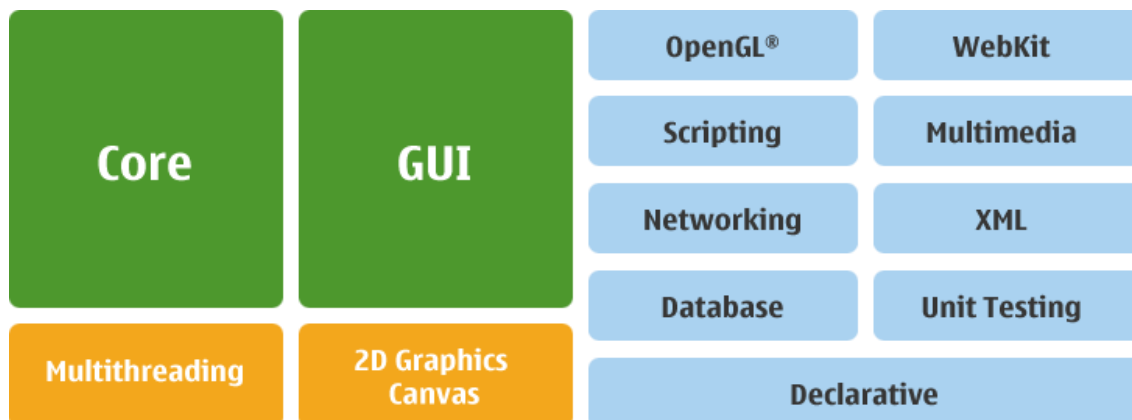 Core
GUI
OpenGL®
WebKit
Scripting
Multimedia
Networking
XML
Database
Unit Testing
Multithreading
2D Graphics
Canvas
Declarative